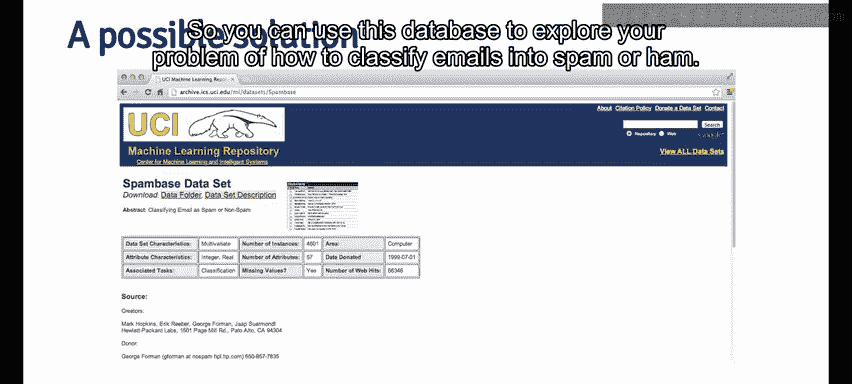 A possible solution
So you can use this database to explore your
problem of how to classify emails into spam or ham.
UCI Machine Learning Repository
archive.ics.uci.edu/ml/datasets/Spambase
About Citation Policy Donate a Data Set Contact
Search
Repository Web
View ALL Data Sets
UCI
Machine Learning Repository
Center for Machine Learning and Intelligent Systems
Spambase Data Set
Download: Data Folder, Data Set Description
Abstract: Classifying Email as Spam or Non-Spam
Data Set Characteristics: Multivariate Number of Instances: 4601 Area: Computer
Attribute Characteristics: Integer, Real Number of Attributes: 57 Date Donated 1999-07-01
Associated Tasks: Classification Missing Values? Yes Number of Web Hits:
Source:
Creators:
Mark Hopkins, Erik Reeber, George Forman, Jaap Suermondt
Hewlett-Packard Labs, 1501 Page Mill Rd., Palo Alto, CA 94304
Donor:
George Forman (gforman at nospam hpl.hp.com) 650-857-7835